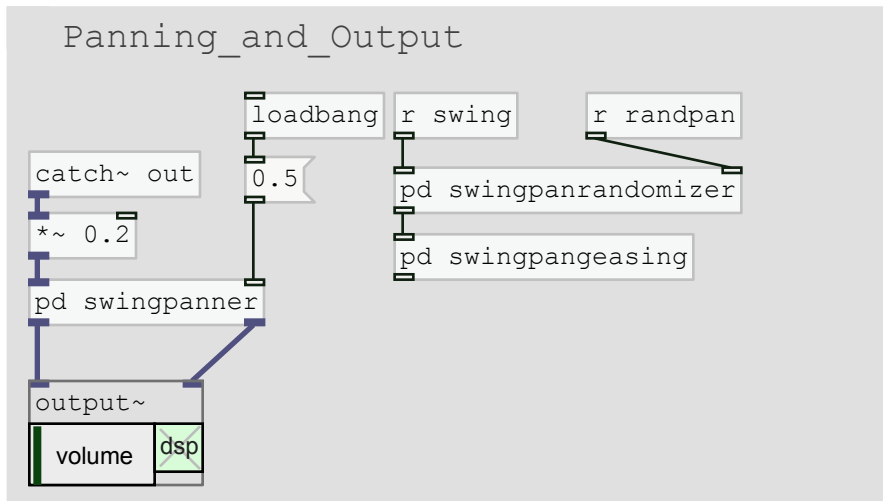 Panning_and_Output
loadbang
r swing
r randpan
catch~ out
0.5
pd swingpanrandomizer
*~ 0.2
pd swingpangeasing
pd swingpanner
output~
volume
dsp